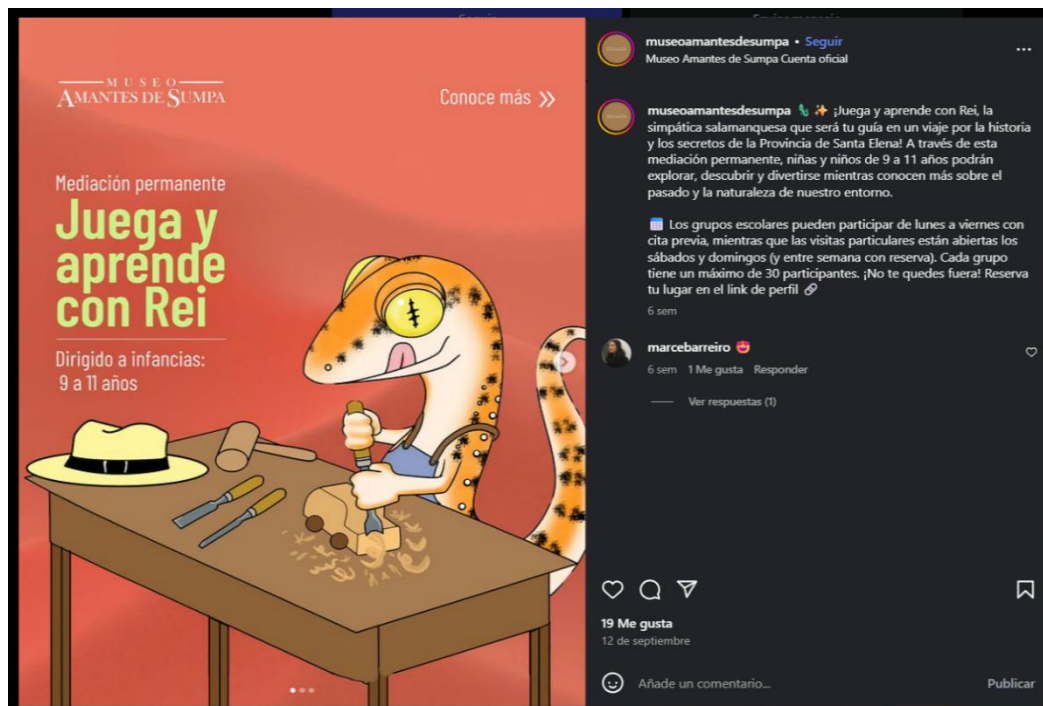 MUSEO
AMANTES DE SUMPA
Conoce más
Mediación permanente
Juega y
aprende
con Rei
Dirigido a infancias:
9 a 11 años
museoamantesdesumpa • Seguir
Museo Amantes de Sumpa Cuenta oficial
museoamantesdesumpa 🦎 ✨ ¡Juega y aprende con Rei, la
simpática salamanquesa que será tu guía en un viaje por la historia
y los secretos de la Provincia de Santa Elena! A través de esta
mediación permanente, niñas y niños de 9 a 11 años podrán
explorar, descubrir y divertirse mientras conocen más sobre el
pasado y la naturaleza de nuestro entorno.
🗓️ Los grupos escolares pueden participar de lunes a viernes con
cita previa, mientras que las visitas particulares están abiertas los
sábados y domingos (y entre semana con reserva). Cada grupo
tiene un máximo de 30 participantes. ¡No te quedes fuera! Reserva
tu lugar en el link de perfil 🔗
6 sem
marcebarreiro 😍
6 sem 1 Me gusta Responder
Ver respuestas (1)
19 Me gusta
12 de septiembre
Añade un comentario...
Publicar